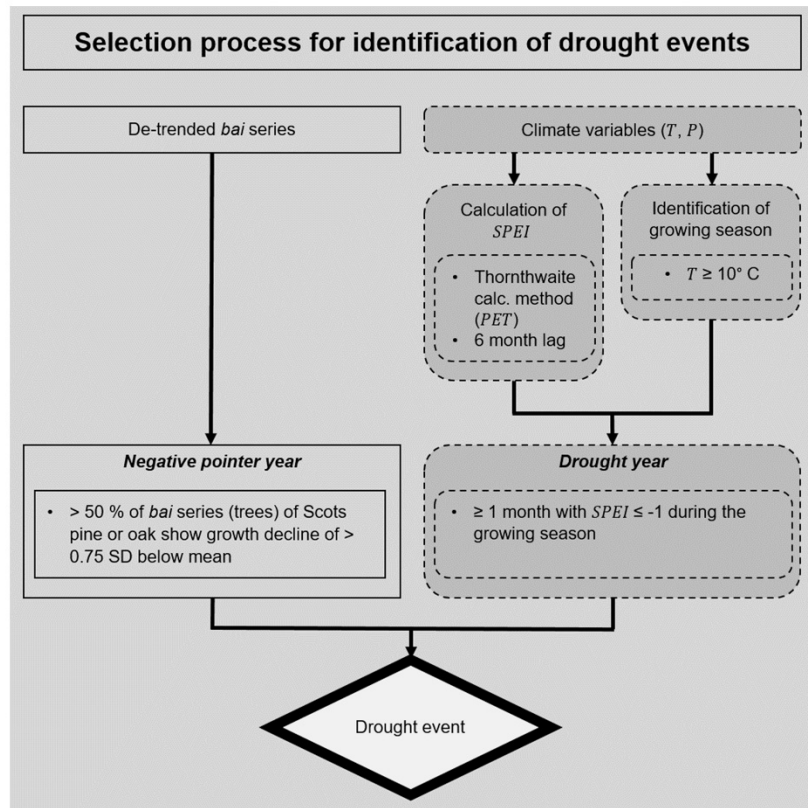 Selection process for identification of drought events
De-trended bai series
Climate variables (T, P)
Calculation of
SPEI
• Thornthwaite
calc. method
(PET)
• 6 month lag
Identification of
growing season
• T ≥ 10° C
Negative pointer year
• > 50 % of bai series (trees) of Scots
pine or oak show growth decline of >
0.75 SD below mean
Drought year
• ≥ 1 month with SPEI ≤ -1 during the
growing season
Drought event